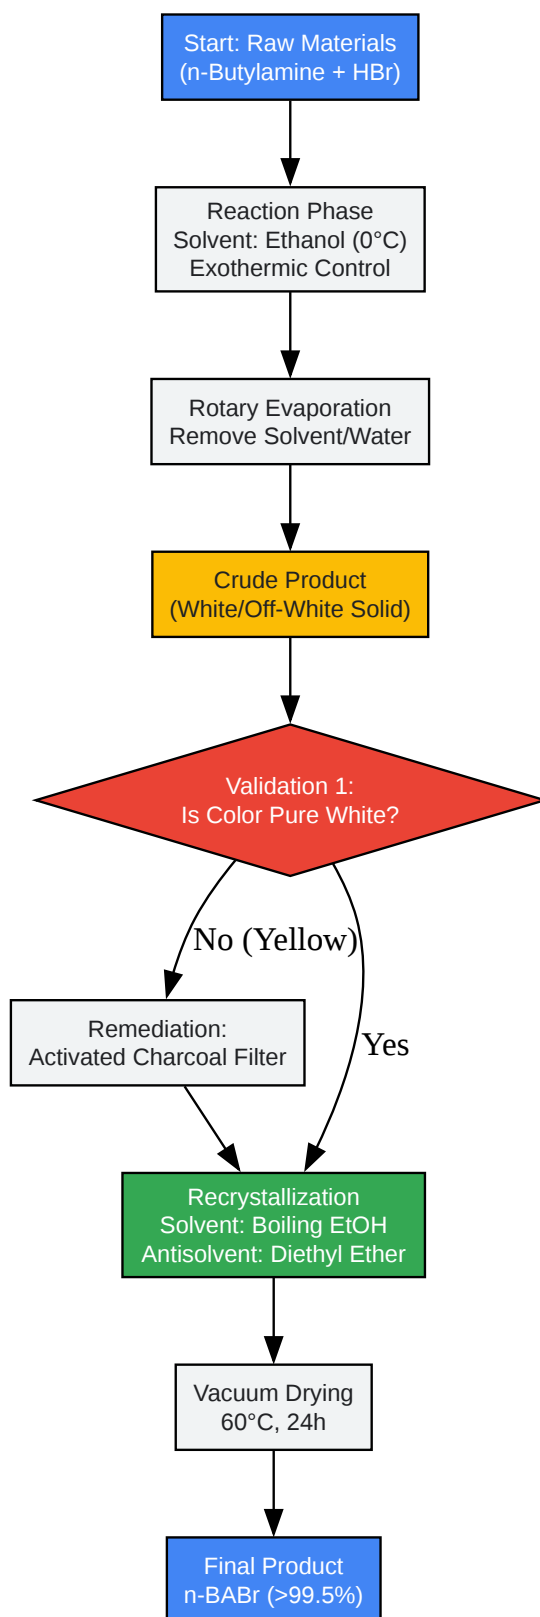 Start: Raw Materials
(n-Butylamine + HBr)
Reaction Phase
Solvent: Ethanol (0°C)
Exothermic Control
Rotary Evaporation
Remove Solvent/Water
Crude Product
(White/Off-White Solid)
Validation 1:
Is Color Pure White?
No (Yellow)
Yes
Remediation:
Activated Charcoal Filter
Recrystallization
Solvent: Boiling EtOH
Antisolvent: Diethyl Ether
Vacuum Drying
60°C, 24h
Final Product
n-BABr (>99.5%)